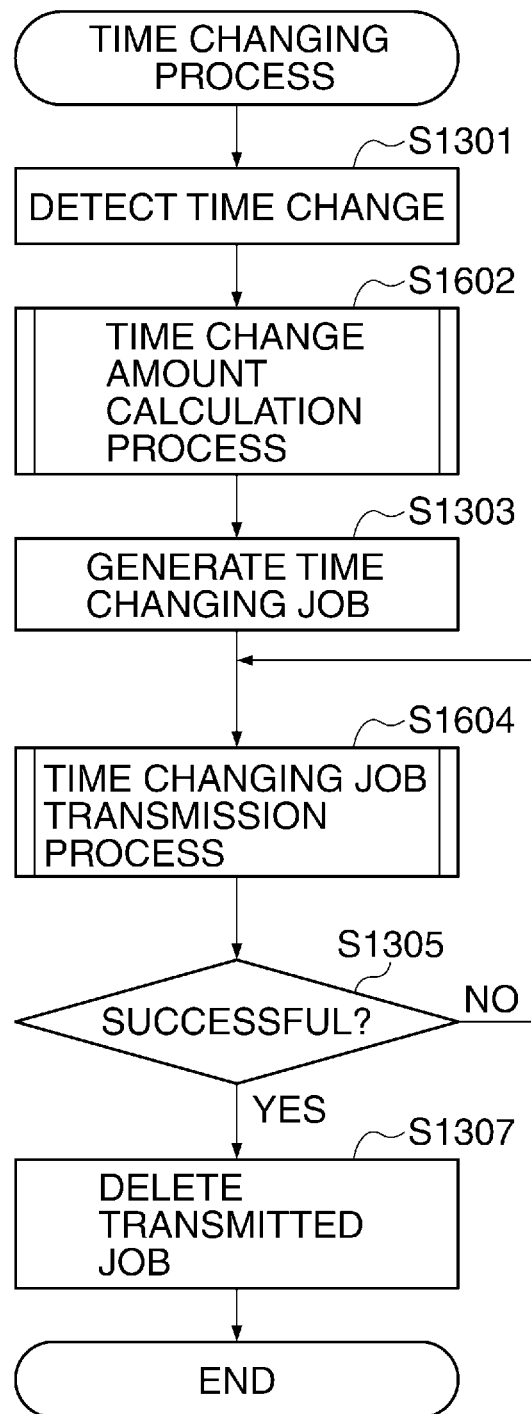 TIME CHANGING
PROCESS
S1301
DETECT TIME CHANGE
S1602
TIME CHANGE
AMOUNT
CALCULATION
PROCESS
S1303
GENERATE TIME
CHANGING JOB
S1604
TIME CHANGING JOB
TRANSMISSION
PROCESS
S1305
SUCCESSFUL?
NO
YES
S1307
DELETE
TRANSMITTED
JOB
END